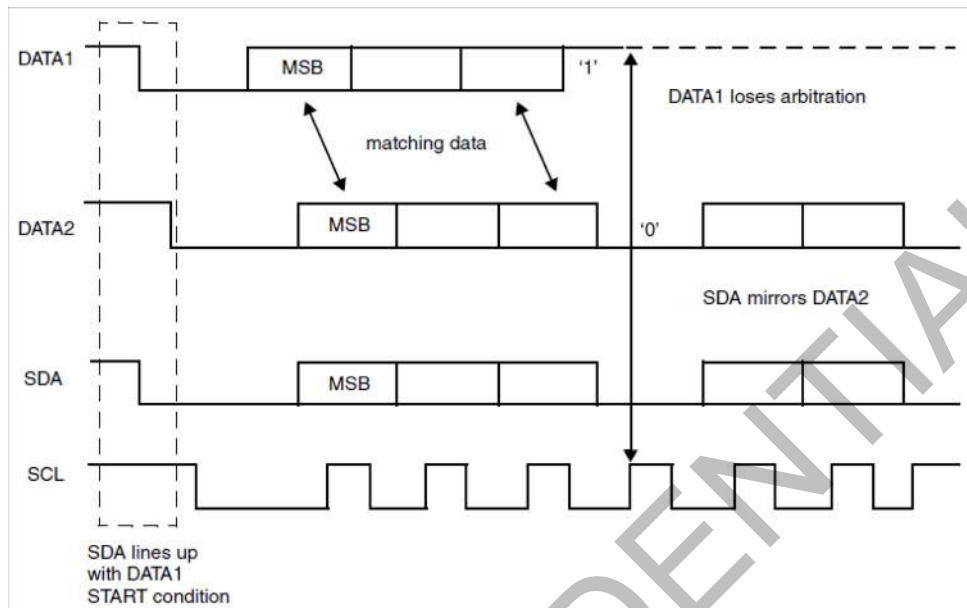 DATA1
MSB
‘1’
DATA1 loses arbitration
matching data
DATA2
MSB
‘0’
SDA mirrors DATA2
SDA
MSB
SCL
SDA lines up
with DATA1
START condition
DENTIAL